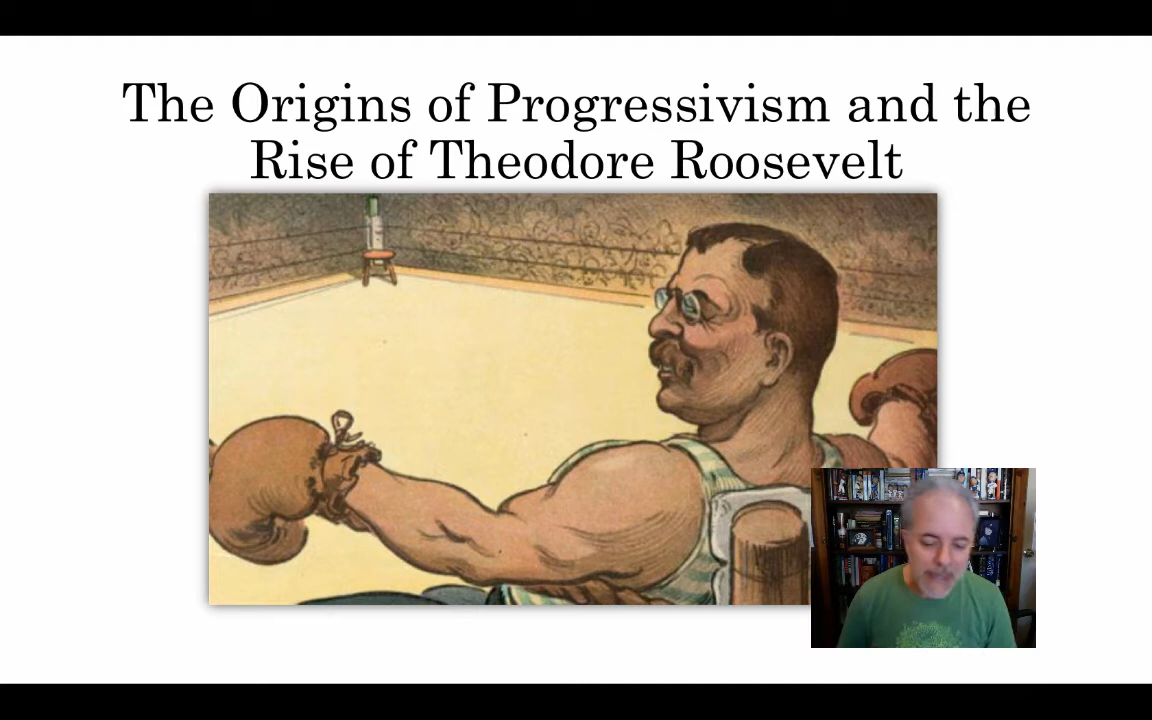 The Origins of Progressivism and the
Rise of Theodore Roosevelt